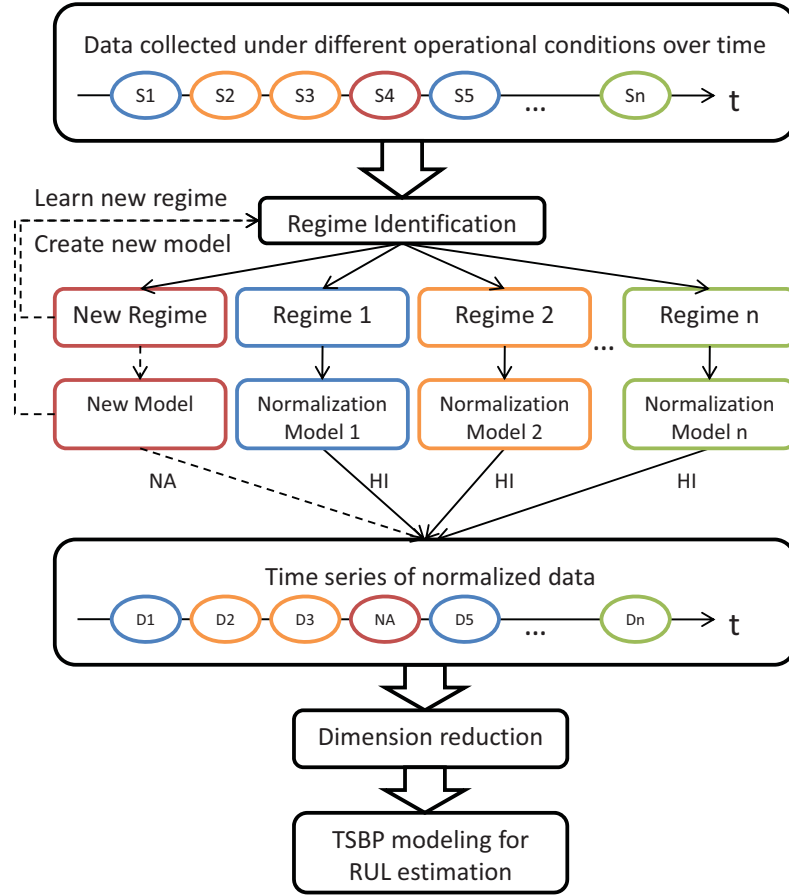 Data collected under different operational conditions over time
S1 S2 S3 S4 S5 ... Sn t
Learn new regime
Regime Identification
Create new model
New Regime Regime 1 Regime 2 ... Regime n
New Model
Normalization
Model 1
Normalization
Model 2
Normalization
Model n
NA HI HI HI
Time series of normalized data
D1 D2 D3 NA D5 ... Dn t
Dimension reduction
TSBP modeling for
RUL estimation